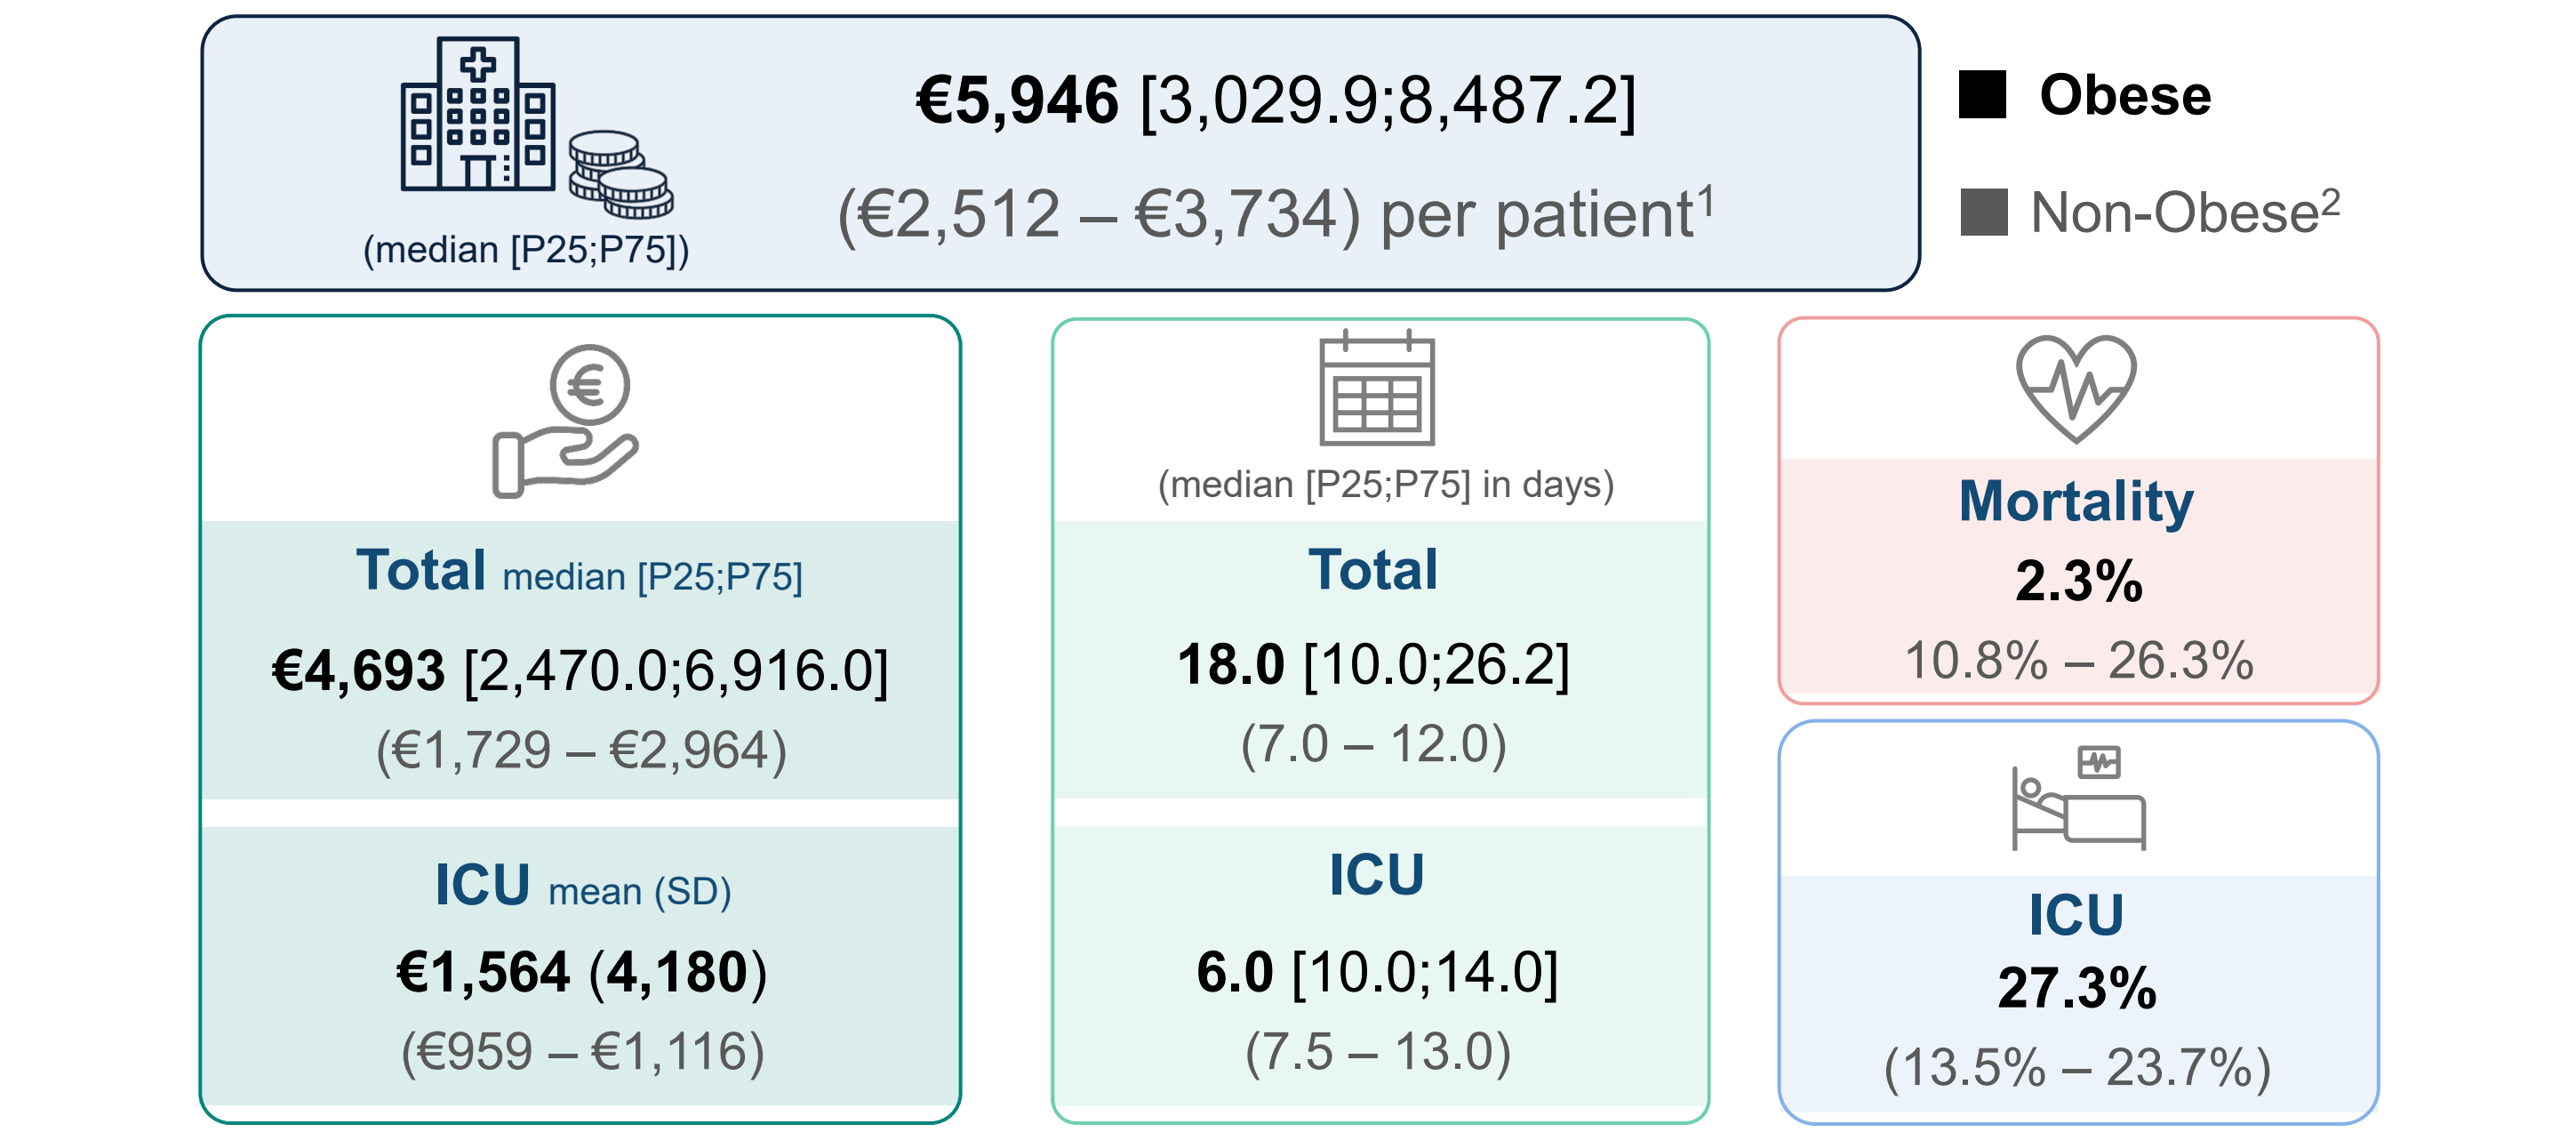 €5,946 [3,029.9;8,487.2]
(€2,512 – €3,734) per patient¹
(median [P25;P75])
Obese
Non-Obese²
€
Total median [P25;P75]
€4,693 [2,470.0;6,916.0]
(€1,729 – €2,964)
ICU mean (SD)
€1,564 (4,180)
(€959 – €1,116)
(median [P25;P75] in days)
Total
18.0 [10.0;26.2]
(7.0 – 12.0)
ICU
6.0 [10.0;14.0]
(7.5 – 13.0)
Mortality
2.3%
10.8% – 26.3%
ICU
27.3%
(13.5% – 23.7%)